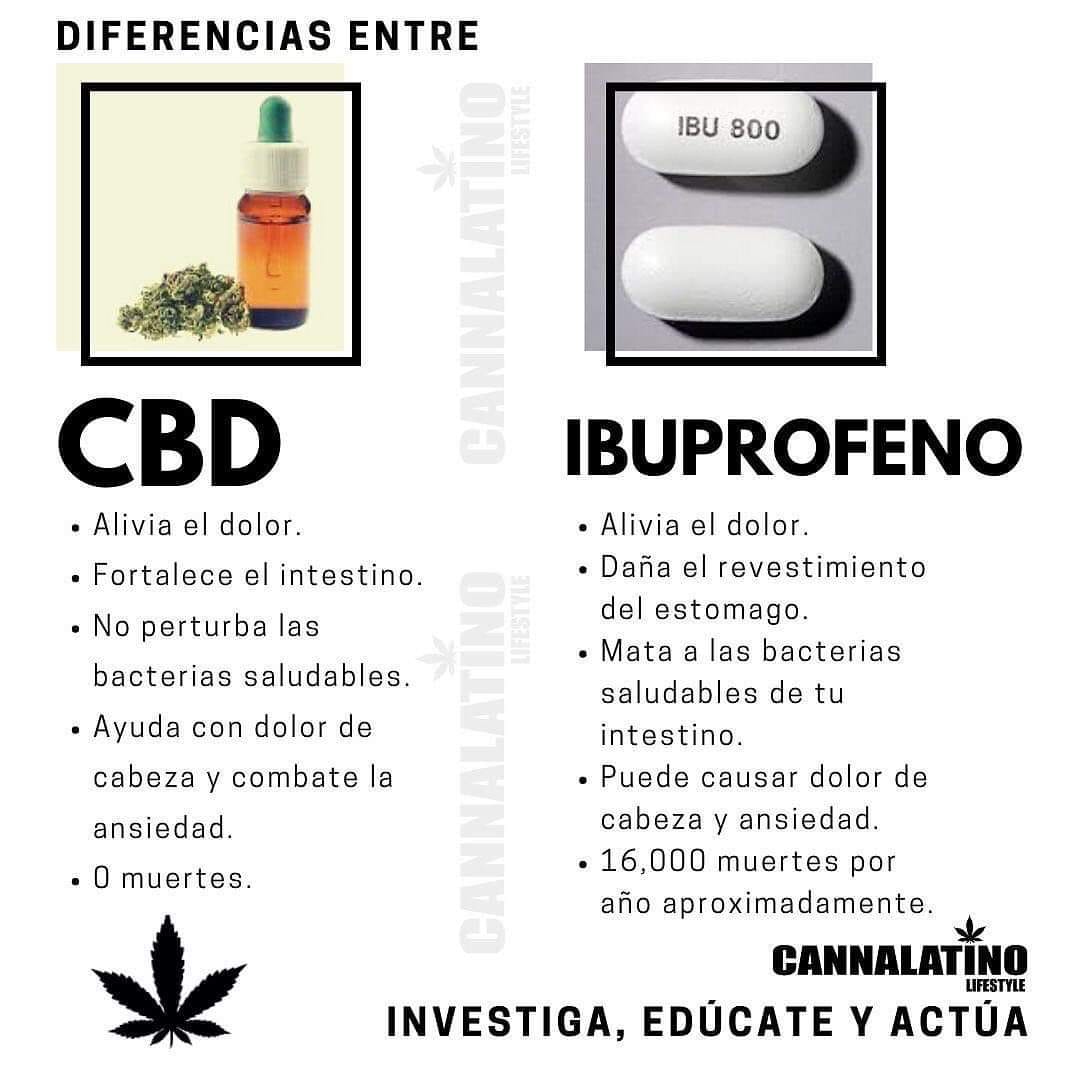 DIFERENCIAS ENTRE
IBU 800
CBD
• Alivia el dolor.
• Fortalece el intestino.
• No perturba las
bacterias saludables.
• Ayuda con dolor de
cabeza y combate la
ansiedad.
• 0 muertes.
IBUPROFENO
• Alivia el dolor.
• Daña el revestimiento
del estomago.
• Mata a las bacterias
saludables de tu
intestino.
• Puede causar dolor de
cabeza y ansiedad.
• 16,000 muertes por
año aproximadamente.
CANNALATINO
LIFESTYLE
CANNALATINO
LIFESTYLE
CANNALATINO
LIFESTYLE
INVESTIGA, EDÚCATE Y ACTÚA